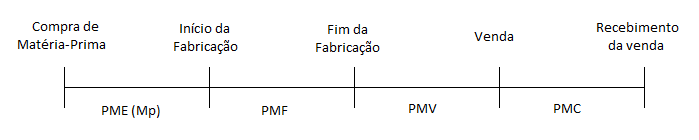 Compra de
Matéria-Prima
Início da
Fabricação
Fim da
Fabricação
Venda
Recebimento
da venda
PME (Mp)
PMF
PMV
PMC